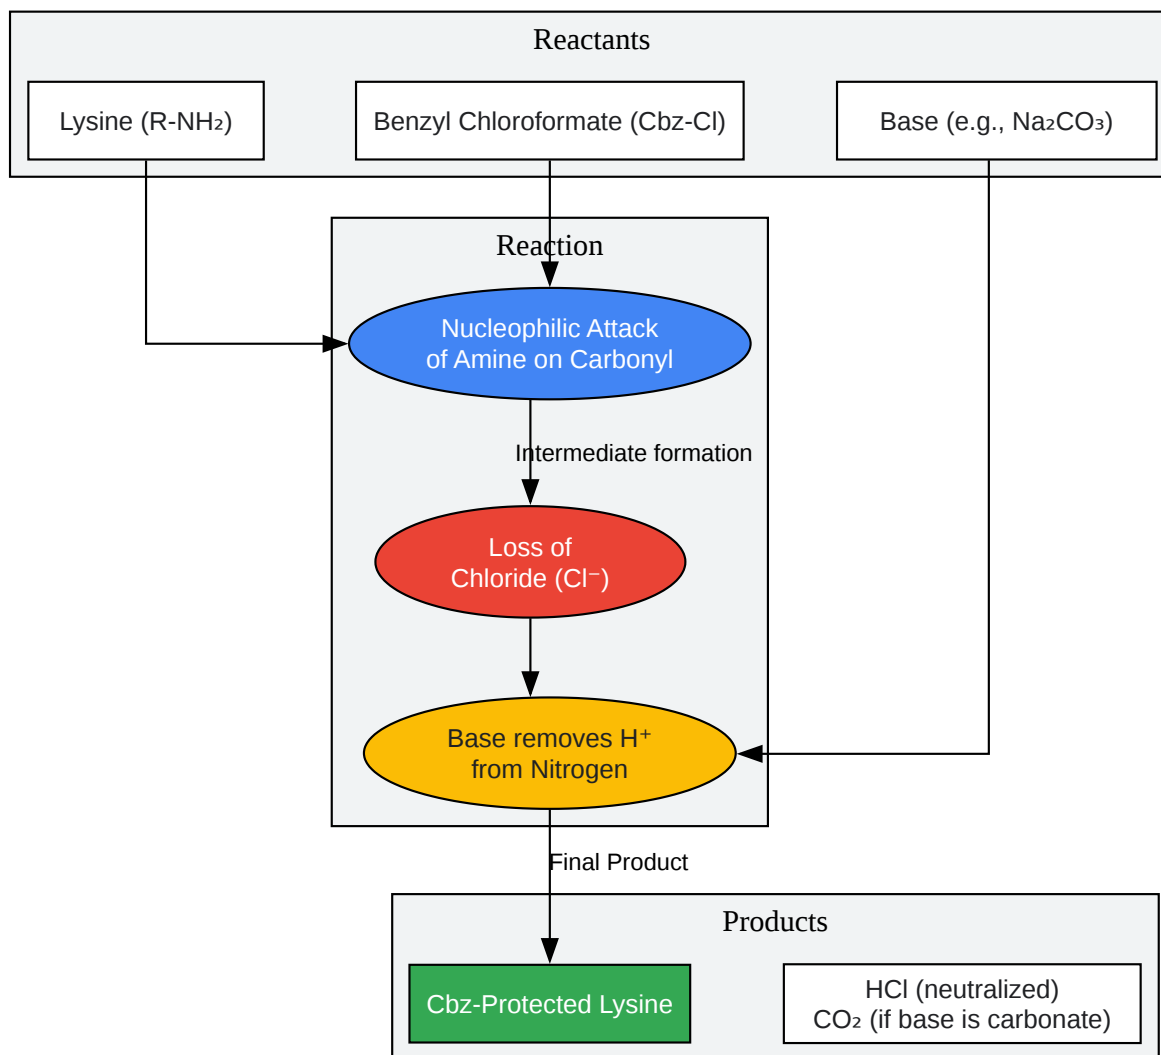 Reactants
Lysine (R-NH₂)
Benzyl Chloroformate (Cbz-Cl)
Base (e.g., Na₂CO₃)
Reaction
Nucleophilic Attack
of Amine on Carbonyl
Intermediate formation
Loss of
Chloride (Cl⁻)
Base removes H⁺
from Nitrogen
Final Product
Products
Cbz-Protected Lysine
HCl (neutralized)
CO₂ (if base is carbonate)